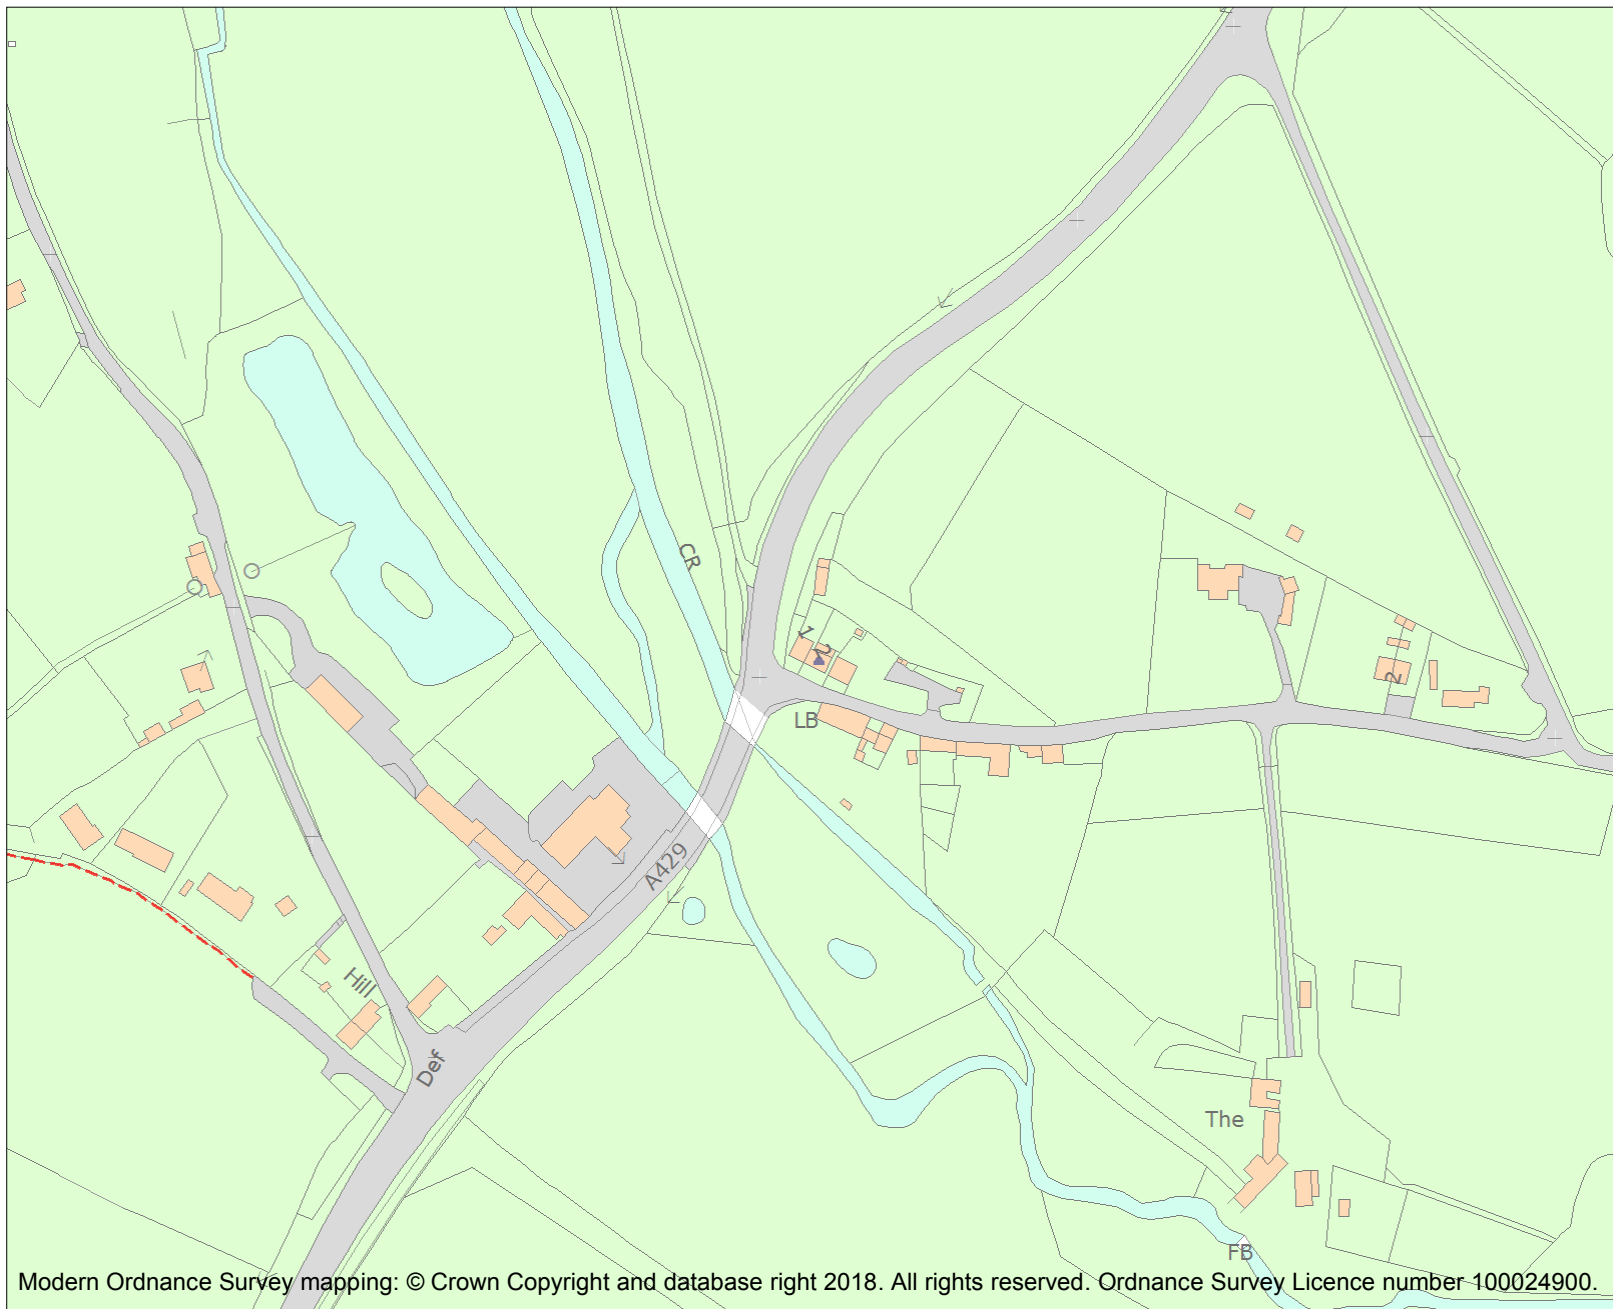 CR
1
2
2
LB
A429
Hill
Def
The
FB
Modern Ordnance Survey mapping: © Crown Copyright and database right 2018. All rights reserved. Ordnance Survey Licence number 100024900.